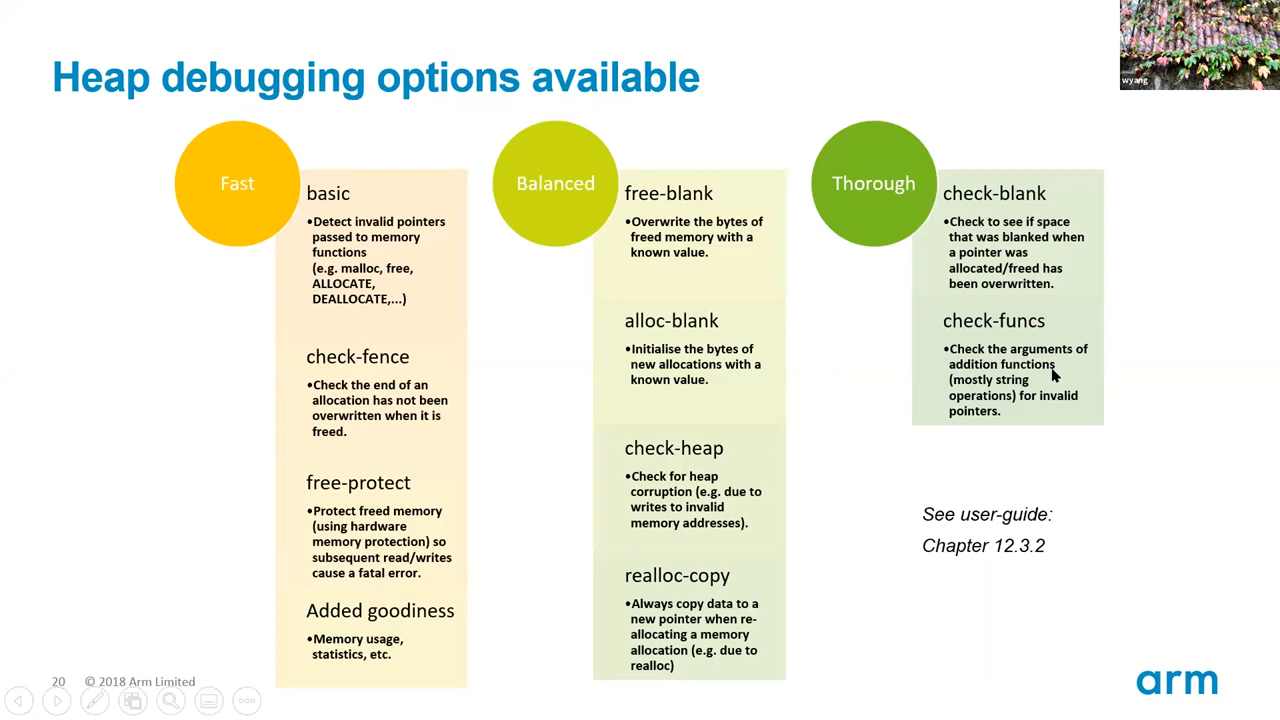 wyang
Heap debugging options available
Fast
basic
•Detect invalid pointers
passed to memory
functions
(e.g. malloc, free,
ALLOCATE,
DEALLOCATE,...)
check-fence
•Check the end of an
allocation has not been
overwritten when it is
freed.
free-protect
•Protect freed memory
(using hardware
memory protection) so
subsequent read/writes
cause a fatal error.
Added goodiness
•Memory usage,
statistics, etc.
Balanced
free-blank
•Overwrite the bytes of
freed memory with a
known value.
alloc-blank
•Initialise the bytes of
new allocations with a
known value.
check-heap
•Check for heap
corruption (e.g. due to
writes to invalid
memory addresses).
realloc-copy
•Always copy data to a
new pointer when re-
allocating a memory
allocation (e.g. due to
realloc)
Thorough
check-blank
•Check to see if space
that was blanked when
a pointer was
allocated/freed has
been overwritten.
check-funcs
•Check the arguments of
addition functions
(mostly string
operations) for invalid
pointers.
See user-guide:
Chapter 12.3.2
20 © 2018 Arm Limited
arm